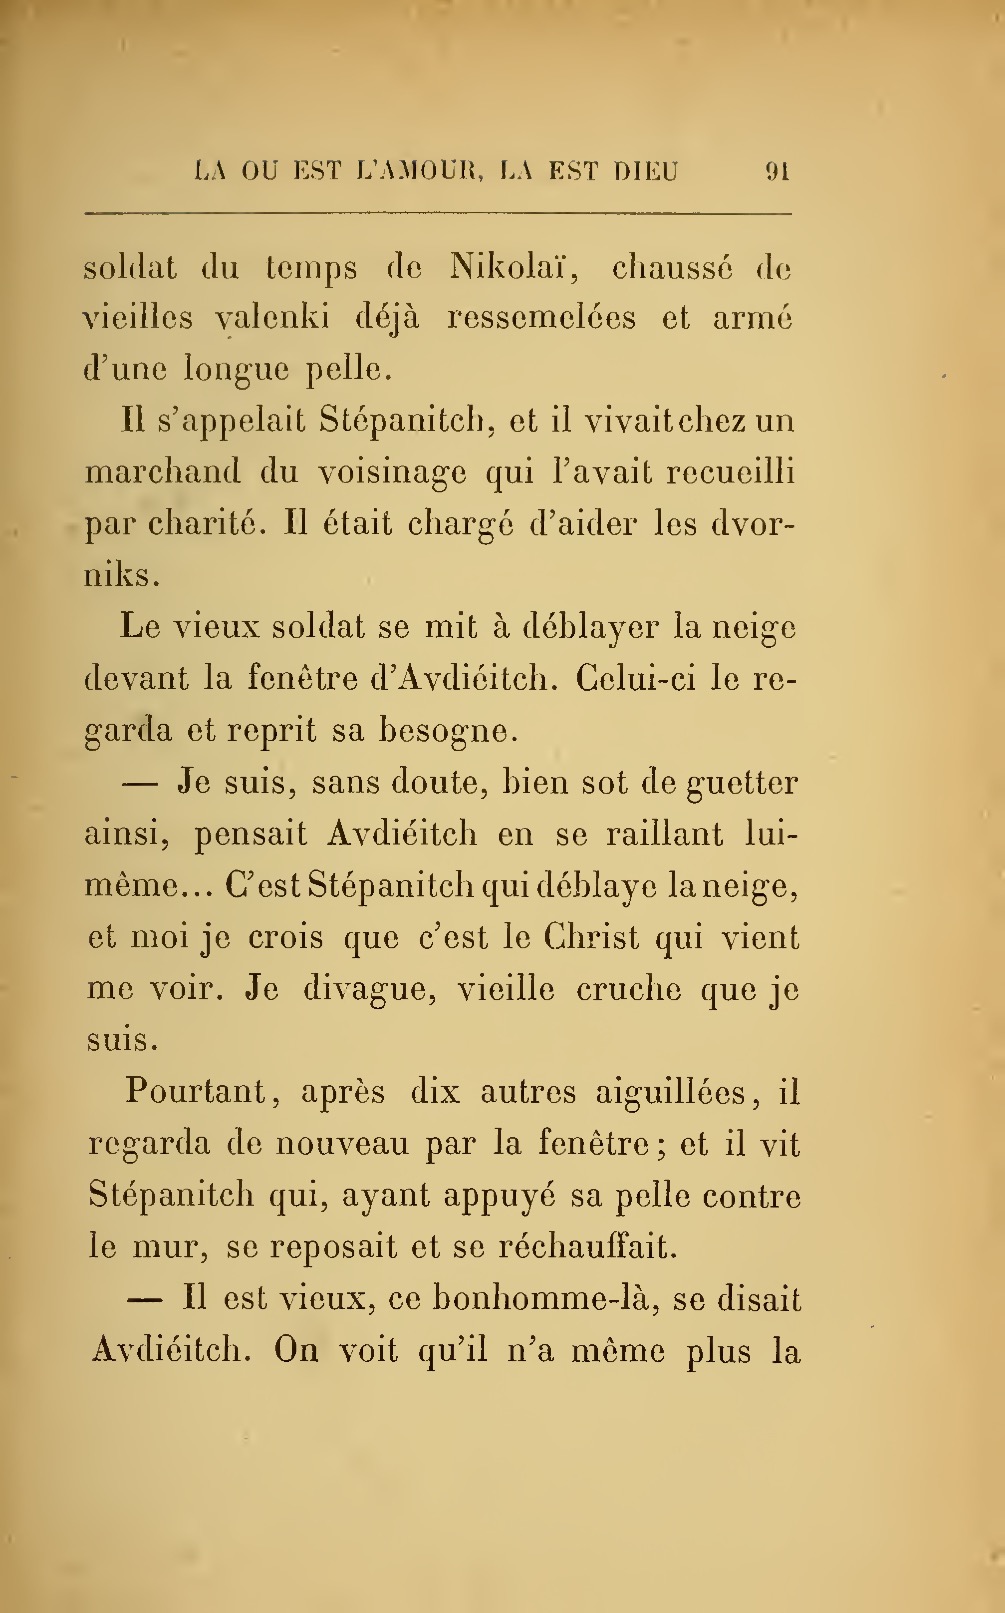 LA OU EST L'AMOUR, LA EST DIEU 91
soldat du temps de Nikolaï, chaussé de
vieilles valenki déjà ressemelées et armé
d'une longue pelle.
Il s'appelait Stépanitch, et il vivait chez un
marchand du voisinage qui l'avait recueilli
par charité. Il était chargé d'aider les dvor-
niks.
Le vieux soldat se mit à déblayer la neige
devant la fenêtre d'Avdiéitch. Celui-ci le re-
garda et reprit sa besogne.
— Je suis, sans doute, bien sot de guetter
ainsi, pensait Avdiéitch en se raillant lui-
même... C'est Stépanitch qui déblaye la neige,
et moi je crois que c'est le Christ qui vient
me voir. Je divague, vieille cruche que je
suis.
Pourtant, après dix autres aiguillées, il
regarda de nouveau par la fenêtre ; et il vit
Stépanitch qui, ayant appuyé sa pelle contre
le mur, se reposait et se réchauffait.
— Il est vieux, ce bonhomme-là, se disait
Avdiéitch. On voit qu'il n'a même plus la